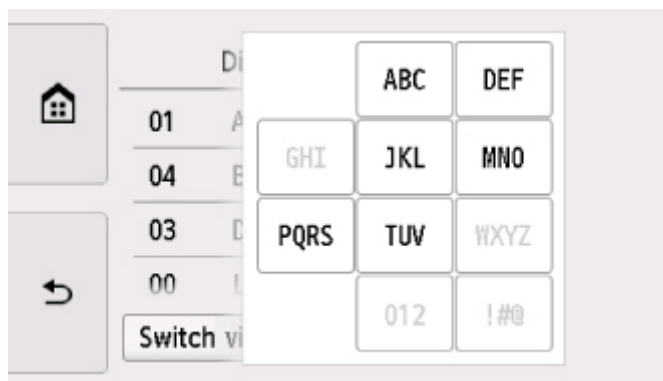 Di
ABC DEF
01 A
GHI JKL MNO
04 B
03 D
PQRS TUV WXYZ
00 L
012 !#@
Switch vi